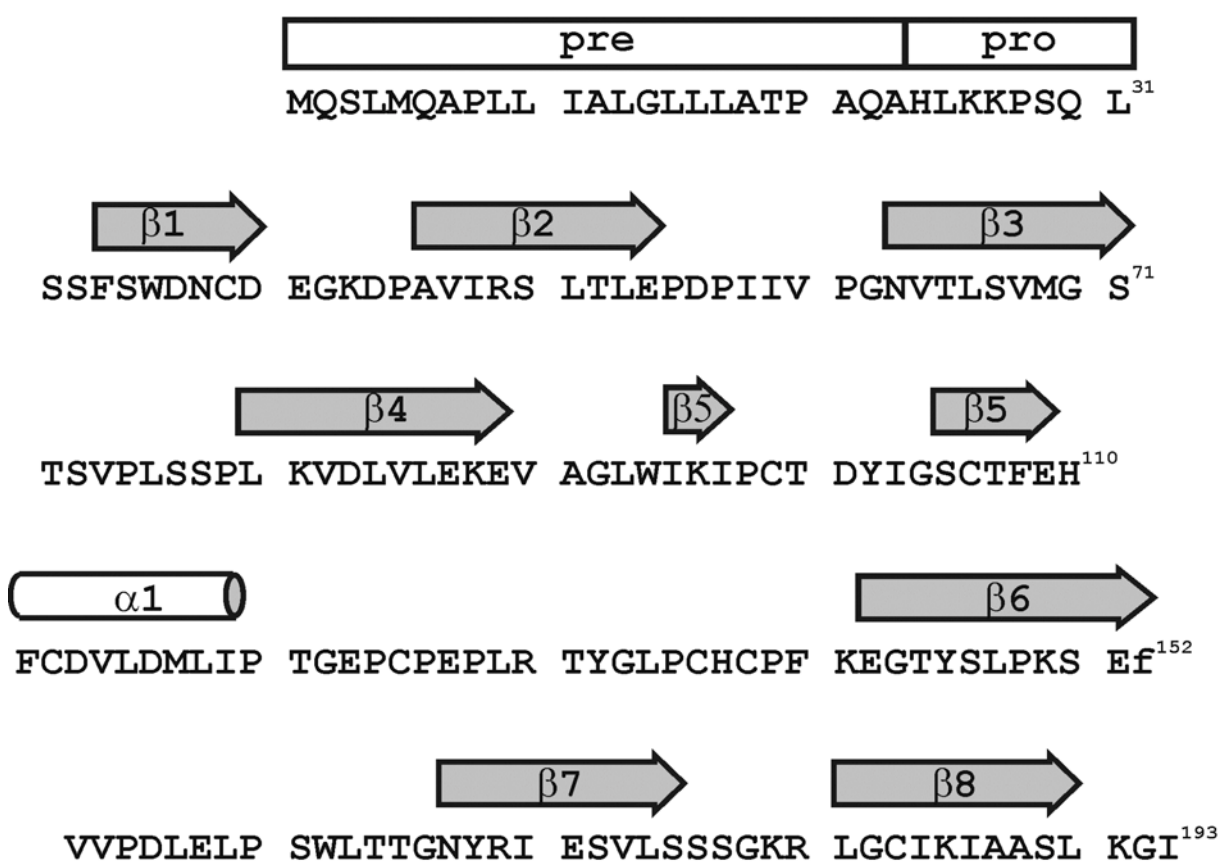 pre pro
MQSLMQAPLL IALGLLLATP AQAHLKKPSQ L31
β1 β2 β3
SSFSWDNCD EGKDPAVIRS LTLEPDPIIV PGNVTLSVMG S71
β4 β5 β5
TSVPLSSPL KVDLVLEKEV AGLWIKIPCT DYIGSCTFEH110
α1 β6
FCDVLDMLIP TGEPCPEPLR TYGLPCHCPF KEGTYSLPKS Ef152
β7 β8
VVPDLELP SWLTTGNYRI ESVLSSSGKR LGCIKIAASL KGI193